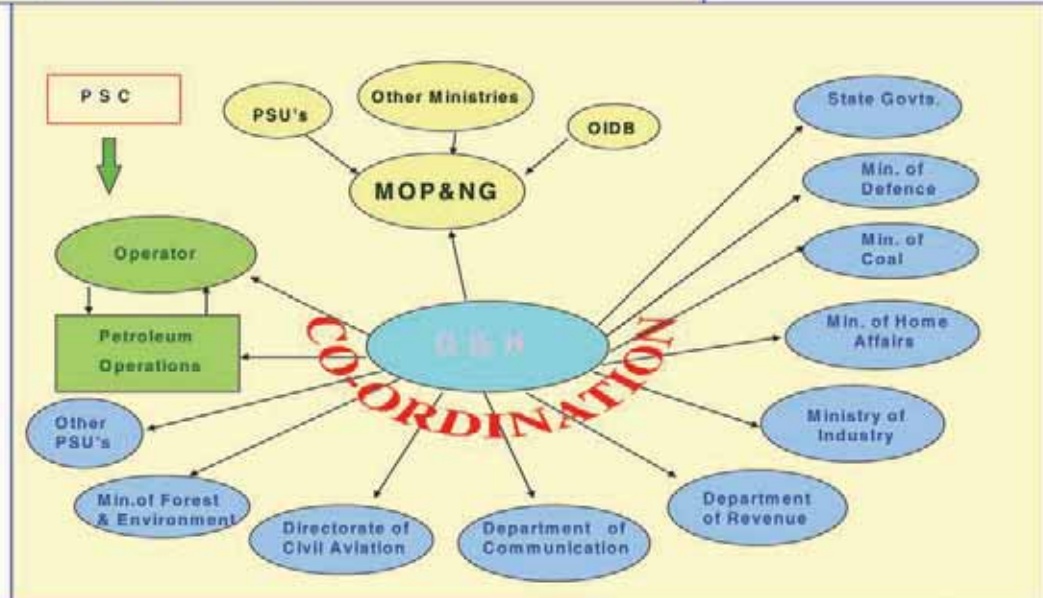 P S C
PSU's
Other Ministries
OIDB
MOP&NG
State Govts.
Min. of
Defence
Min. of
Coal
Min. of Home
Affairs
Ministry of
Industry
Department
of Revenue
Department of
Communication
Directorate of
Civil Aviation
Min.of Forest
& Environment
Other
PSU's
Operator
Petroleum
Operations
CO-ORDINATION